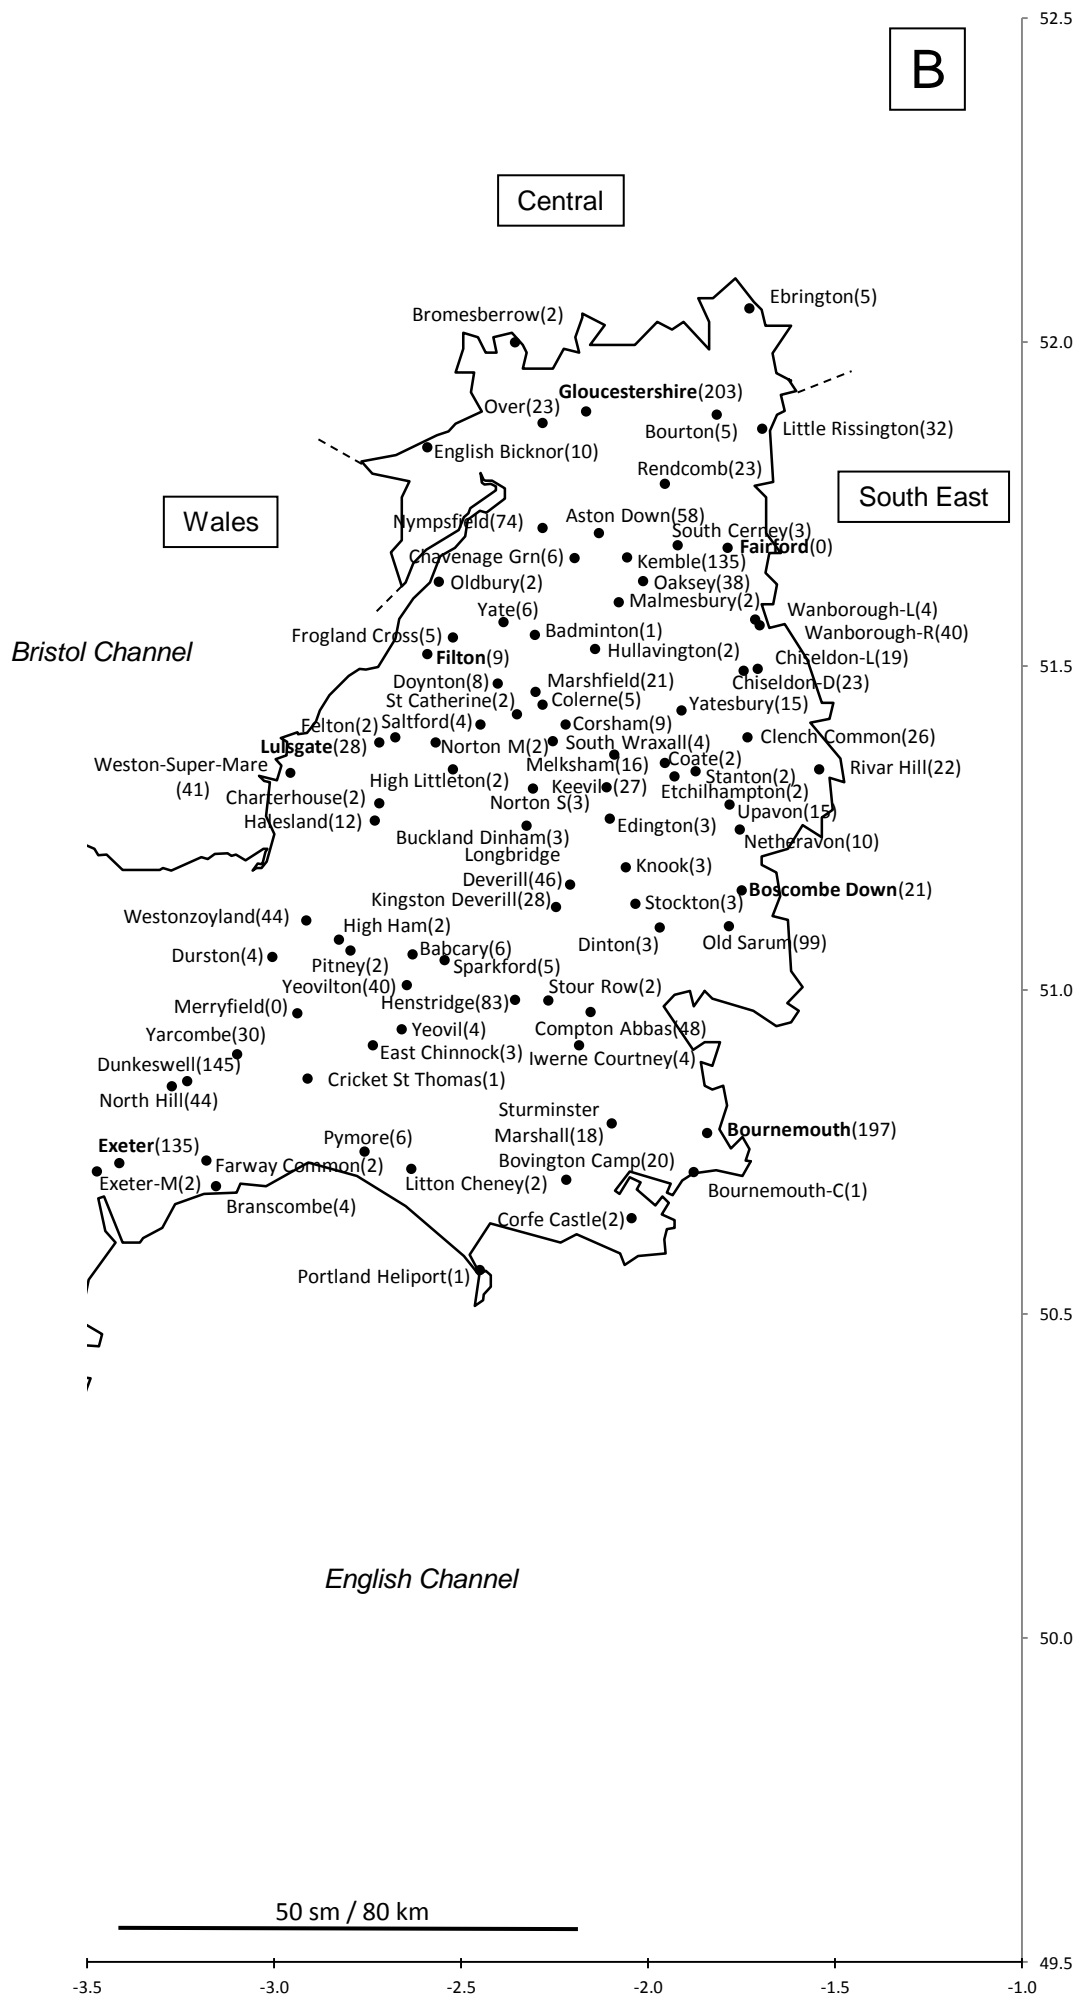 52.5
B
Central
Ebrington(5)
Bromesberrow(2)
52.0
Gloucestershire(203)
Over(23)
Bourton(5)
Little Rissington(32)
English Bicknor(10)
Rendcomb(23)
South East
Wales
Nympsfield(74)
Aston Down(58)
South Cerney(3)
Fairford(0)
Chavenage Grn(6)
Kemble(135)
Oldbury(2)
Oaksey(38)
Malmesbury(2)
Yate(6)
Wanborough-L(4)
Frogland Cross(5)
Badminton(1)
Wanborough-R(40)
Bristol Channel
Hullavington(2)
Filton(9)
Chiseldon-L(19)
51.5
Doynton(8)
Marshfield(21)
Chiseldon-D(23)
St Catherine(2)
Colerne(5)
Yatesbury(15)
Felton(2)
Saltford(4)
Corsham(9)
Clench Common(26)
Lulsgate(28)
Norton M(2)
South Wraxall(4)
Weston-Super-Mare
(41)
Melksham(16)
Coate(2)
Rivar Hill(22)
High Littleton(2)
Stanton(2)
Keevil(27)
Etchilhampton(2)
Charterhouse(2)
Norton S(3)
Upavon(15)
Halesland(12)
Edington(3)
Buckland Dinham(3)
Netheravon(10)
Longbridge
Deverill(46)
Knook(3)
Kingston Deverill(28)
Boscombe Down(21)
Stockton(3)
Westonzoyland(44)
High Ham(2)
Dinton(3)
Old Sarum(99)
Durston(4)
Babcary(6)
Pitney(2)
Sparkford(5)
Yeovilton(40)
Stour Row(2)
51.0
Merryfield(0)
Henstridge(83)
Yarcombe(30)
Yeovil(4)
Compton Abbas(48)
East Chinnock(3)
Iwerne Courtney(4)
Dunkeswell(145)
Cricket St Thomas(1)
North Hill(44)
Sturminster
Marshall(18)
Bournemouth(197)
Exeter(135)
Pymore(6)
Farway Common(2)
Bovington Camp(20)
Exeter-M(2)
Litton Cheney(2)
Bournemouth-C(1)
Branscombe(4)
Corfe Castle(2)
Portland Heliport(1)
50.5
English Channel
50.0
50 sm / 80 km
49.5
-3.5 -3.0 -2.5 -2.0 -1.5 -1.0